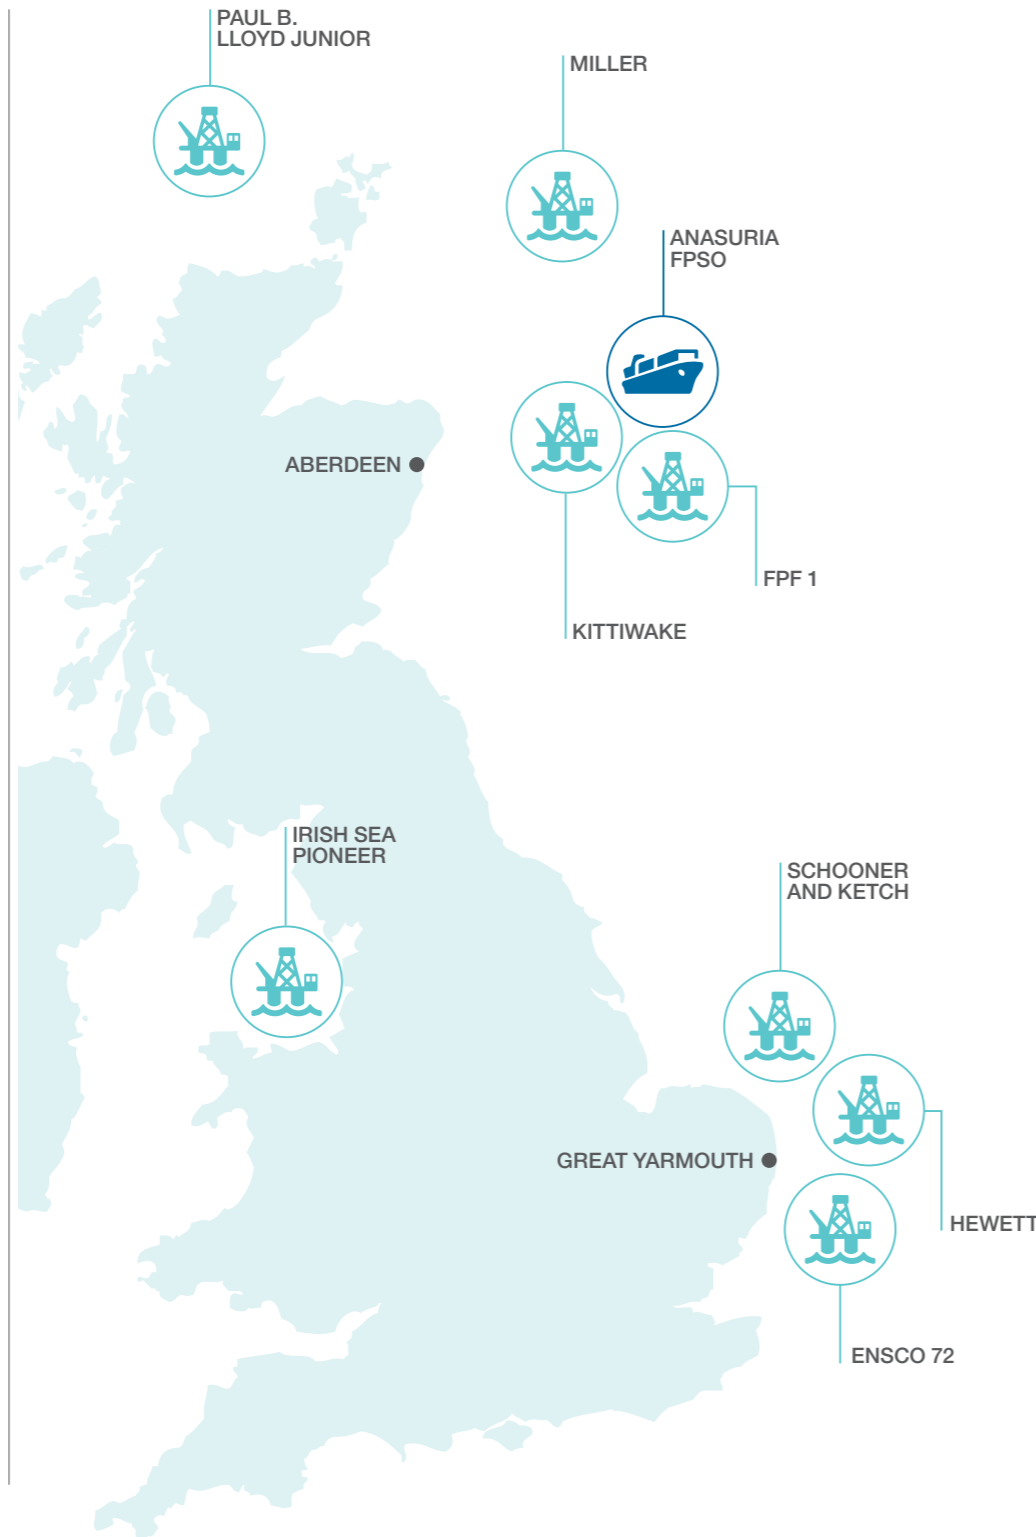 PAUL B.
LLOYD JUNIOR
MILLER
ANASURIA
FPSO
ABERDEEN
FPF 1
KITTIWAKE
IRISH SEA
PIONEER
SCHOONER
AND KETCH
GREAT YARMOUTH
HEWETT
ENSCO 72